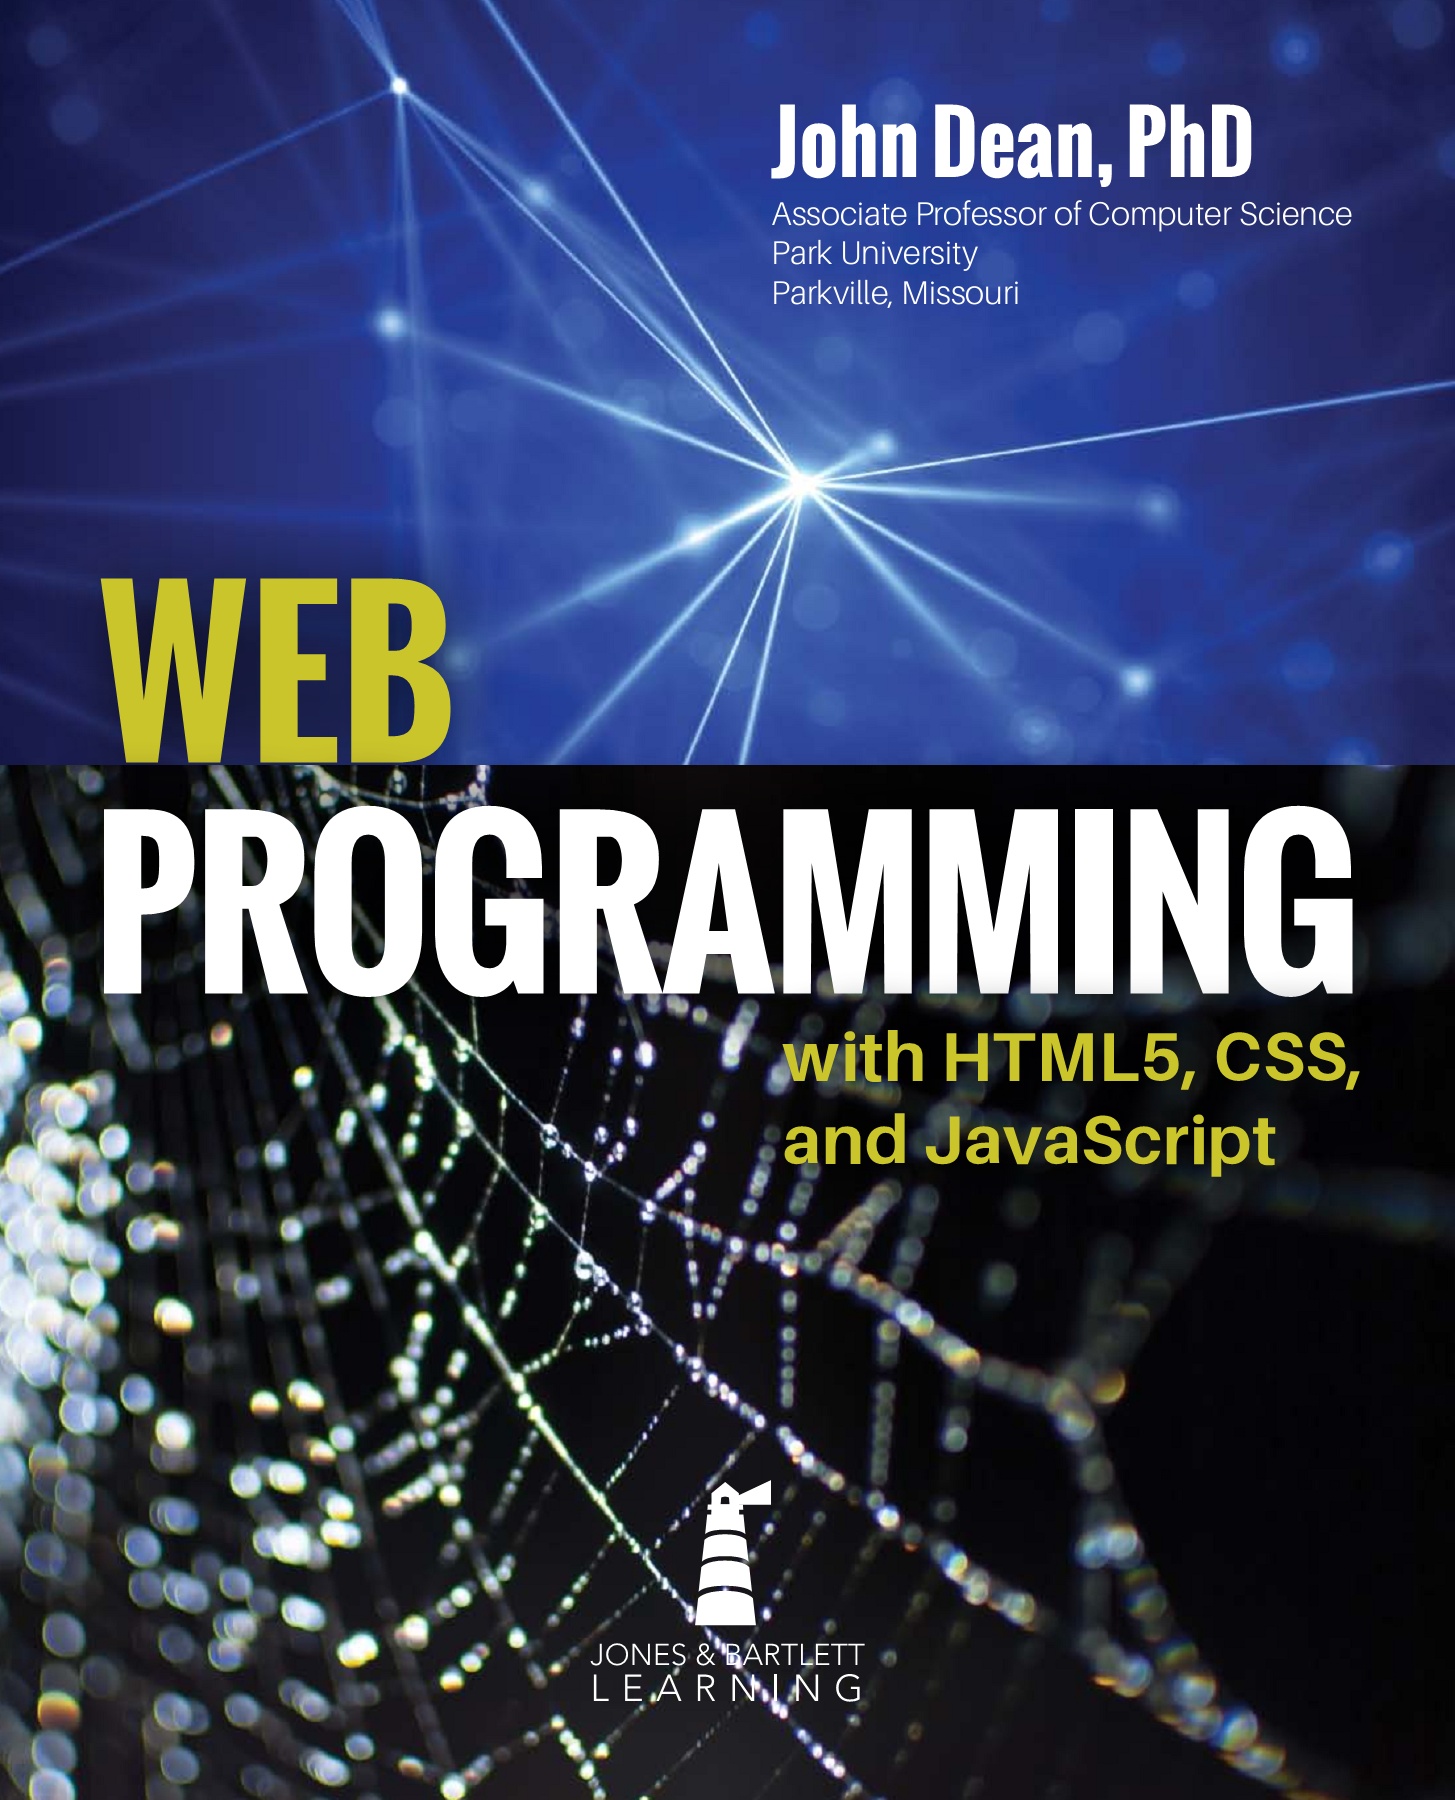 John Dean, PhD
Associate Professor of Computer Science
Park University
Parkville, Missouri
WEB
PROGRAMMING
with HTML5, CSS,
and JavaScript
JONES & BARTLETT
LEARNING